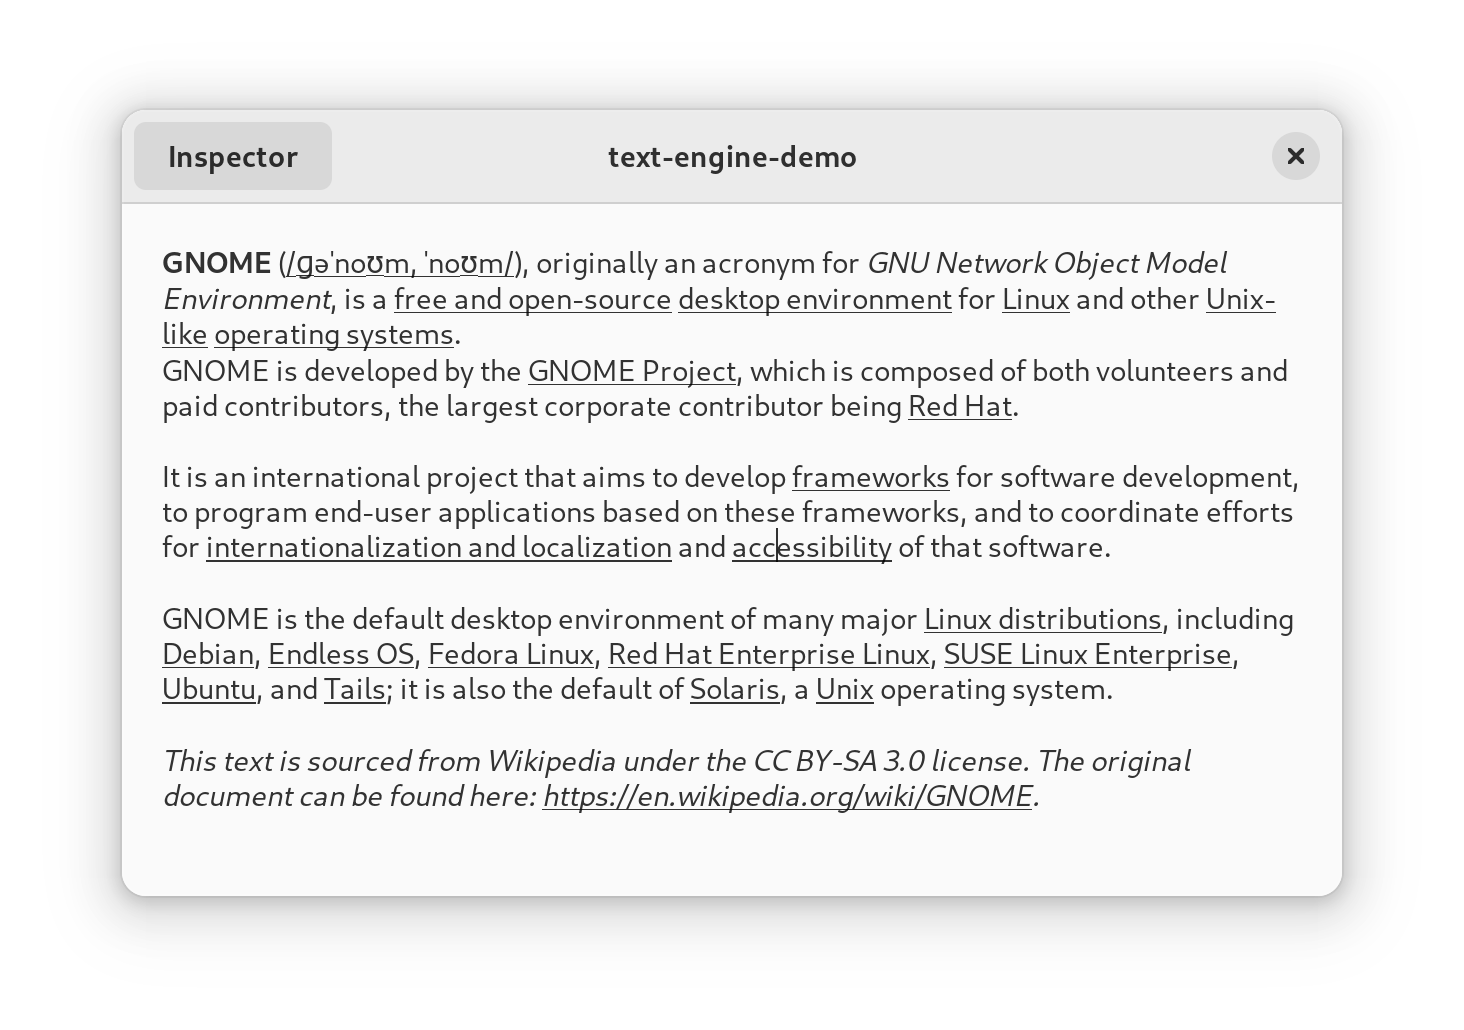 Inspector
text-engine-demo
GNOME (/ɡəˈnoʊm, ˈnoʊm/), originally an acronym for GNU Network Object Model
Environment, is a free and open-source desktop environment for Linux and other Unix-
like operating systems.
GNOME is developed by the GNOME Project, which is composed of both volunteers and
paid contributors, the largest corporate contributor being Red Hat.
It is an international project that aims to develop frameworks for software development,
to program end-user applications based on these frameworks, and to coordinate efforts
for internationalization and localization and accessibility of that software.
GNOME is the default desktop environment of many major Linux distributions, including
Debian, Endless OS, Fedora Linux, Red Hat Enterprise Linux, SUSE Linux Enterprise,
Ubuntu, and Tails; it is also the default of Solaris, a Unix operating system.
This text is sourced from Wikipedia under the CC BY-SA 3.0 license. The original
document can be found here: https://en.wikipedia.org/wiki/GNOME.